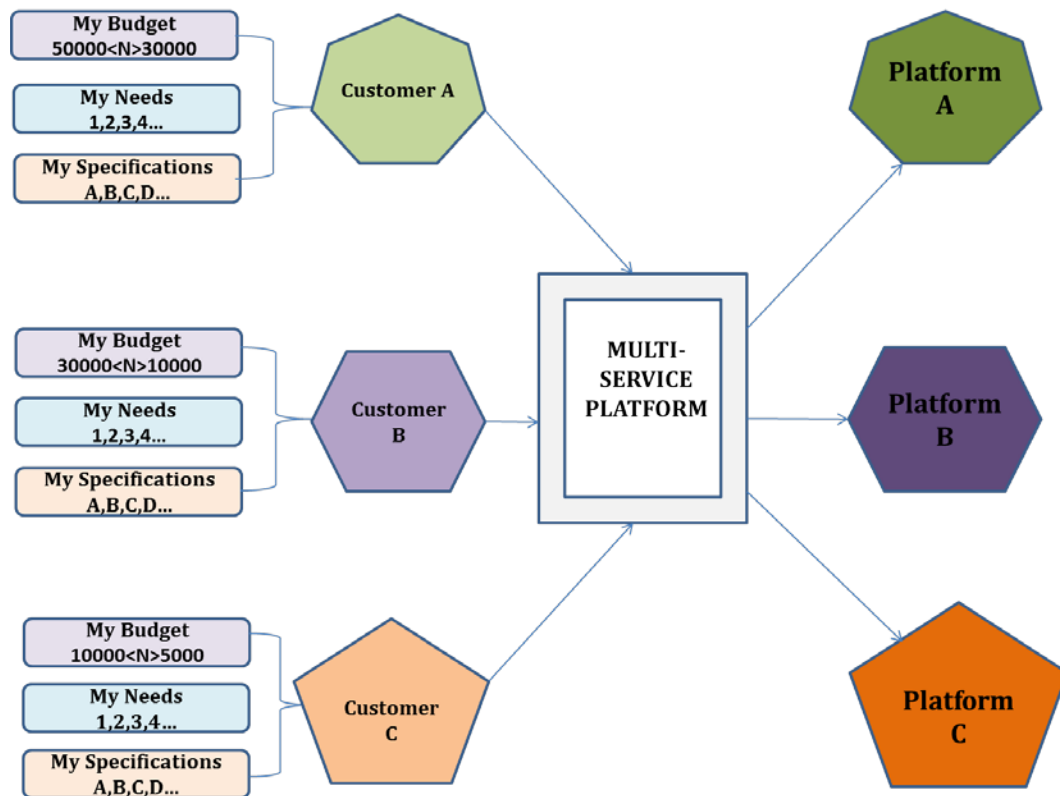 My Budget
50000<N>30000
My Needs
1,2,3,4...
My Specifications
A,B,C,D...
Customer A
Platform
A
My Budget
30000<N>10000
My Needs
1,2,3,4...
My Specifications
A,B,C,D...
Customer
B
MULTI-
SERVICE
PLATFORM
Platform
B
My Budget
10000<N>5000
My Needs
1,2,3,4...
My Specifications
A,B,C,D...
Customer
C
Platform
C